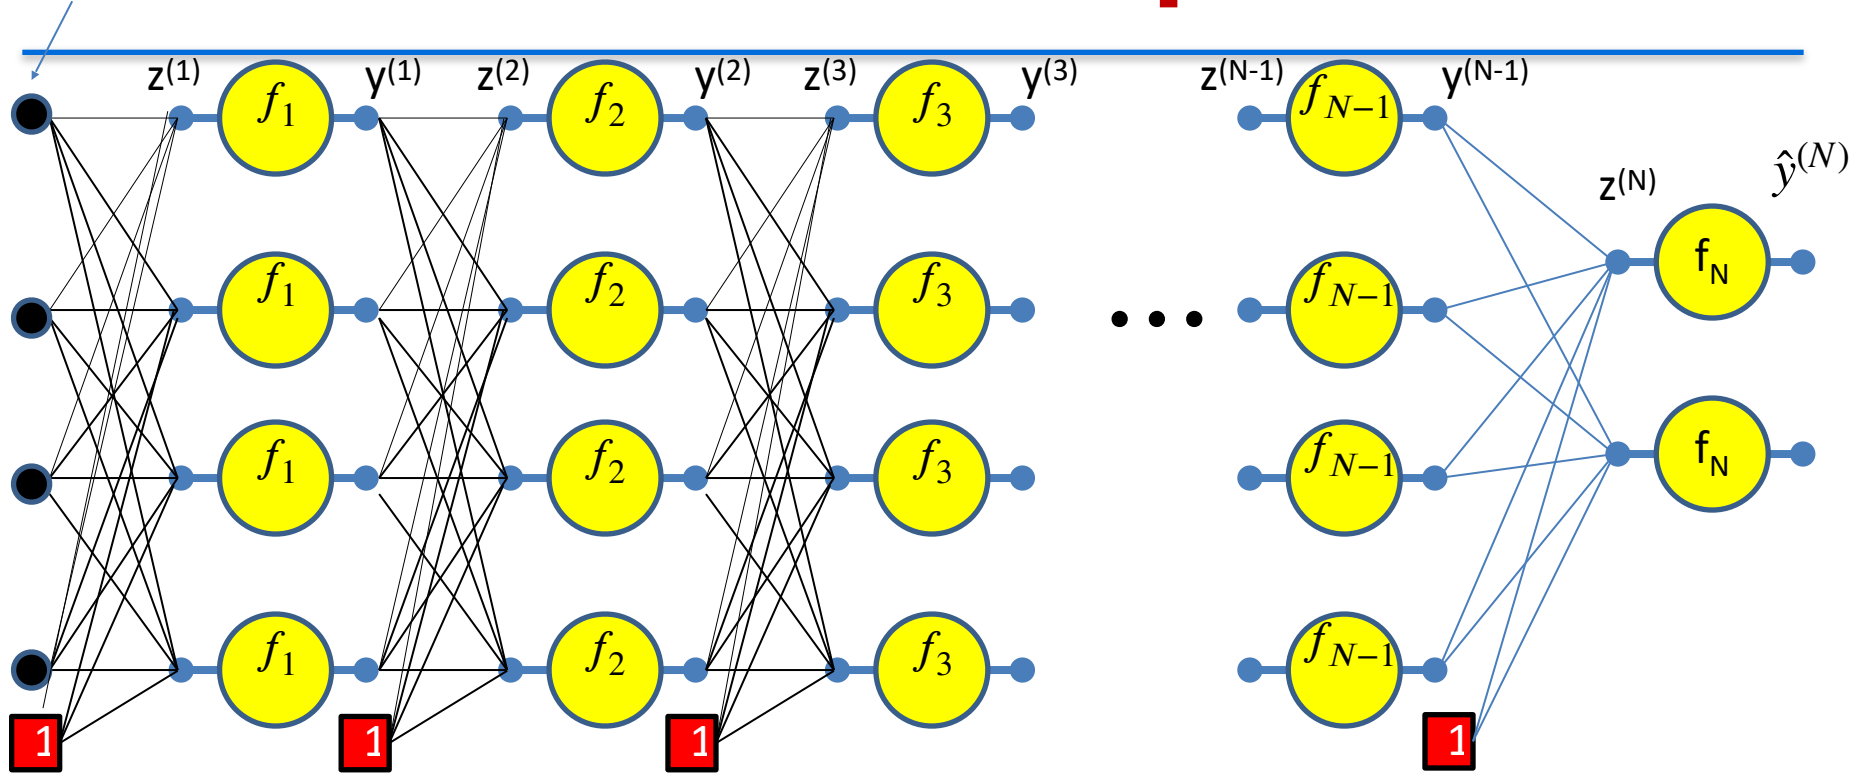 z(1) y(1) z(2) y(2) z(3) y(3) z(N-1) y(N-1)
f1 f2 f3 fN−1
z(N) ŷ(N)
fN
f1 f2 f3 fN−1
f1 f2 f3 fN−1
fN
f1 f2 f3 fN−1
1 1 1 1